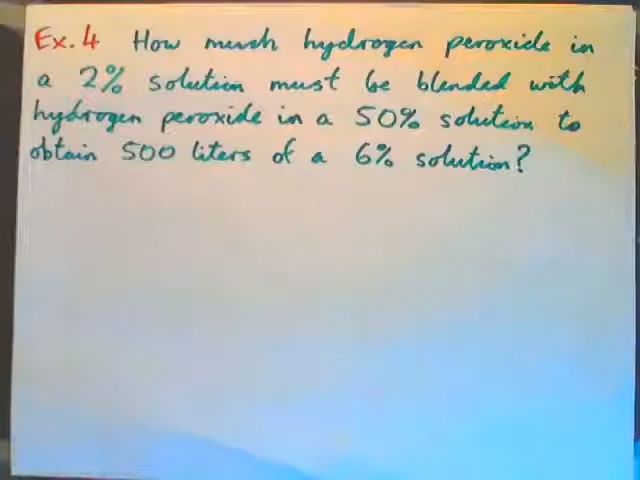 Ex. 4 How much hydrogen peroxide in
a 2% solution must be blended with
hydrogen peroxide in a 50% solution to
obtain 500 liters of a 6% solution?